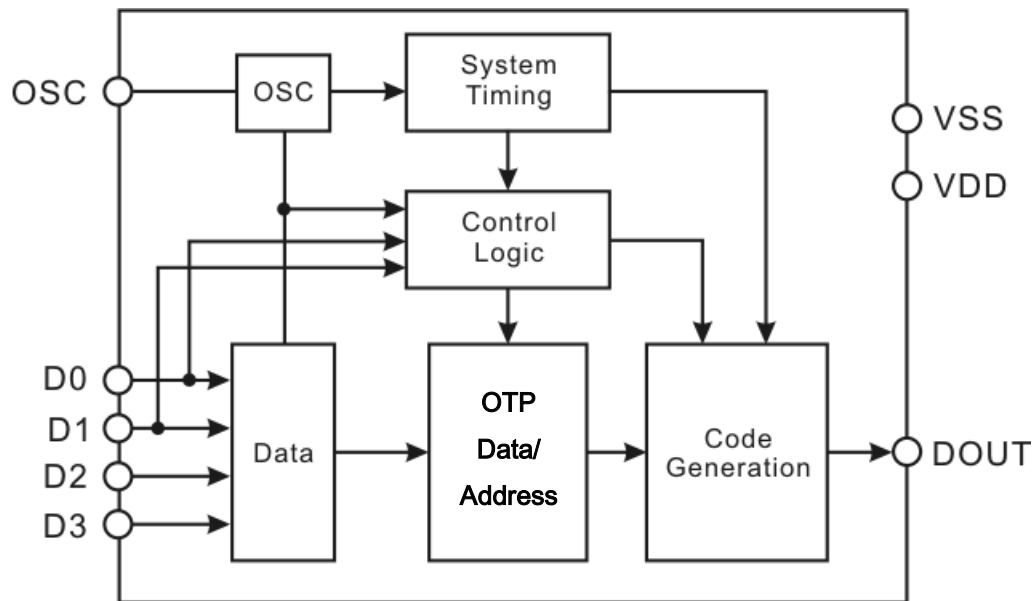 OSC
OSC
System
Timing
VSS
VDD
Control
Logic
D0
D1
D2
D3
Data
OTP
Data/
Address
Code
Generation
DOUT